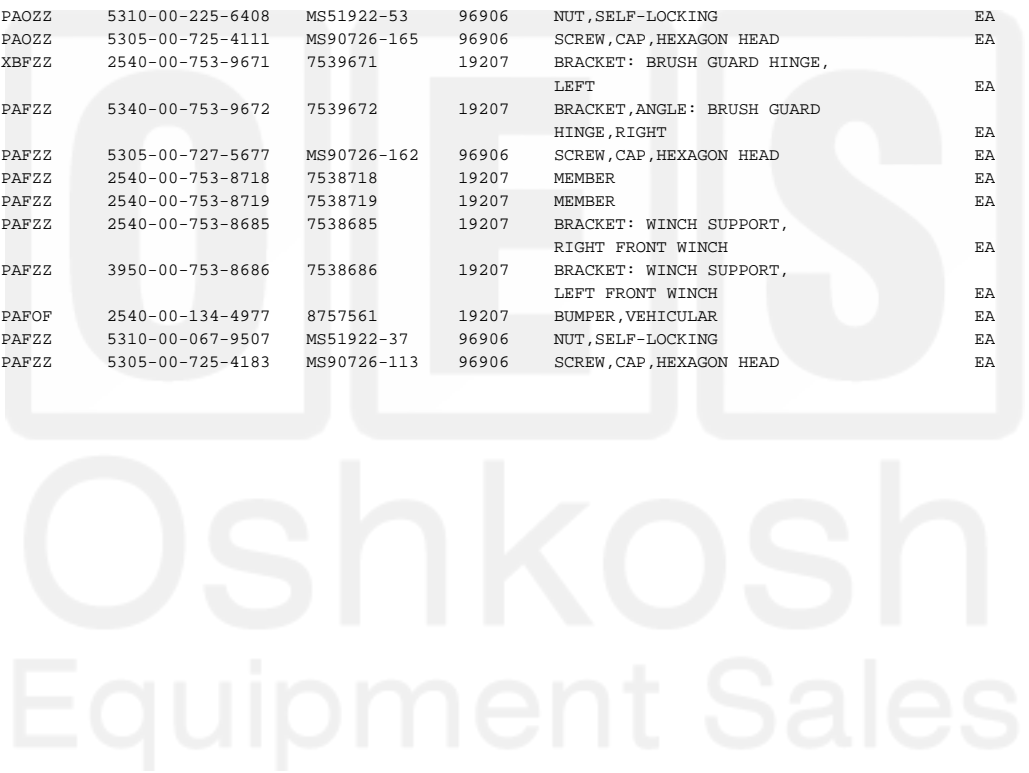 PAOZZ 5310-00-225-6408 MS51922-53 96906 NUT,SELF-LOCKING EA
PAOZZ 5305-00-725-4111 MS90726-165 96906 SCREW,CAP,HEXAGON HEAD EA
XBFZZ 2540-00-753-9671 7539671 19207 BRACKET: BRUSH GUARD HINGE,
LEFT EA
PAFZZ 5340-00-753-9672 7539672 19207 BRACKET,ANGLE: BRUSH GUARD
HINGE,RIGHT EA
PAFZZ 5305-00-727-5677 MS90726-162 96906 SCREW,CAP,HEXAGON HEAD EA
PAFZZ 2540-00-753-8718 7538718 19207 MEMBER EA
PAFZZ 2540-00-753-8719 7538719 19207 MEMBER EA
PAFZZ 2540-00-753-8685 7538685 19207 BRACKET: WINCH SUPPORT,
RIGHT FRONT WINCH EA
PAFZZ 3950-00-753-8686 7538686 19207 BRACKET: WINCH SUPPORT,
LEFT FRONT WINCH EA
PAFOF 2540-00-134-4977 8757561 19207 BUMPER,VEHICULAR EA
PAFZZ 5310-00-067-9507 MS51922-37 96906 NUT,SELF-LOCKING EA
PAFZZ 5305-00-725-4183 MS90726-113 96906 SCREW,CAP,HEXAGON HEAD EA
OES
Oshkosh
Equipment Sales